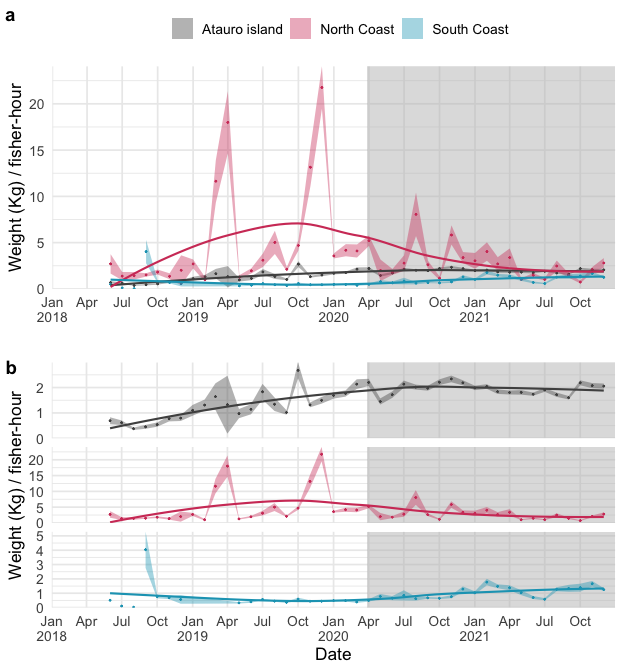 a
Atauro island North Coast South Coast
Weight (Kg) / fisher-hour
20
15
10
5
0
Jan Apr Jul Oct Jan Apr Jul Oct Jan Apr Jul Oct Jan Apr Jul Oct
2018 2019 2020 2021
b
Weight (Kg) / fisher-hour
2
1
0
20
15
10
5
0
5
4
3
2
1
0
Jan Apr Jul Oct Jan Apr Jul Oct Jan Apr Jul Oct Jan Apr Jul Oct
2018 2019 2020 2021
Date